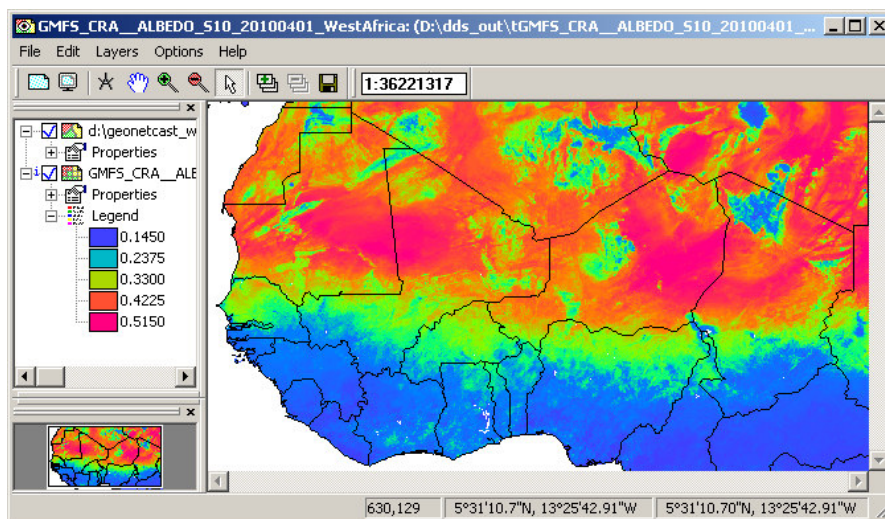 GMFS_CRA__ALBEDO_S10_20100401_WestAfrica: (D:\dds_out\tGMFS_CRA__ALBEDO_S10_20100401_...
File Edit Layers Options Help
1:36221317
d:\geonetcast_w
Properties
GMFS_CRA__ALE
Properties
Legend
0.1450
0.2375
0.3300
0.4225
0.5150
630,129 5°31'10.7"N, 13°25'42.91"W 5°31'10.70"N, 13°25'42.91"W